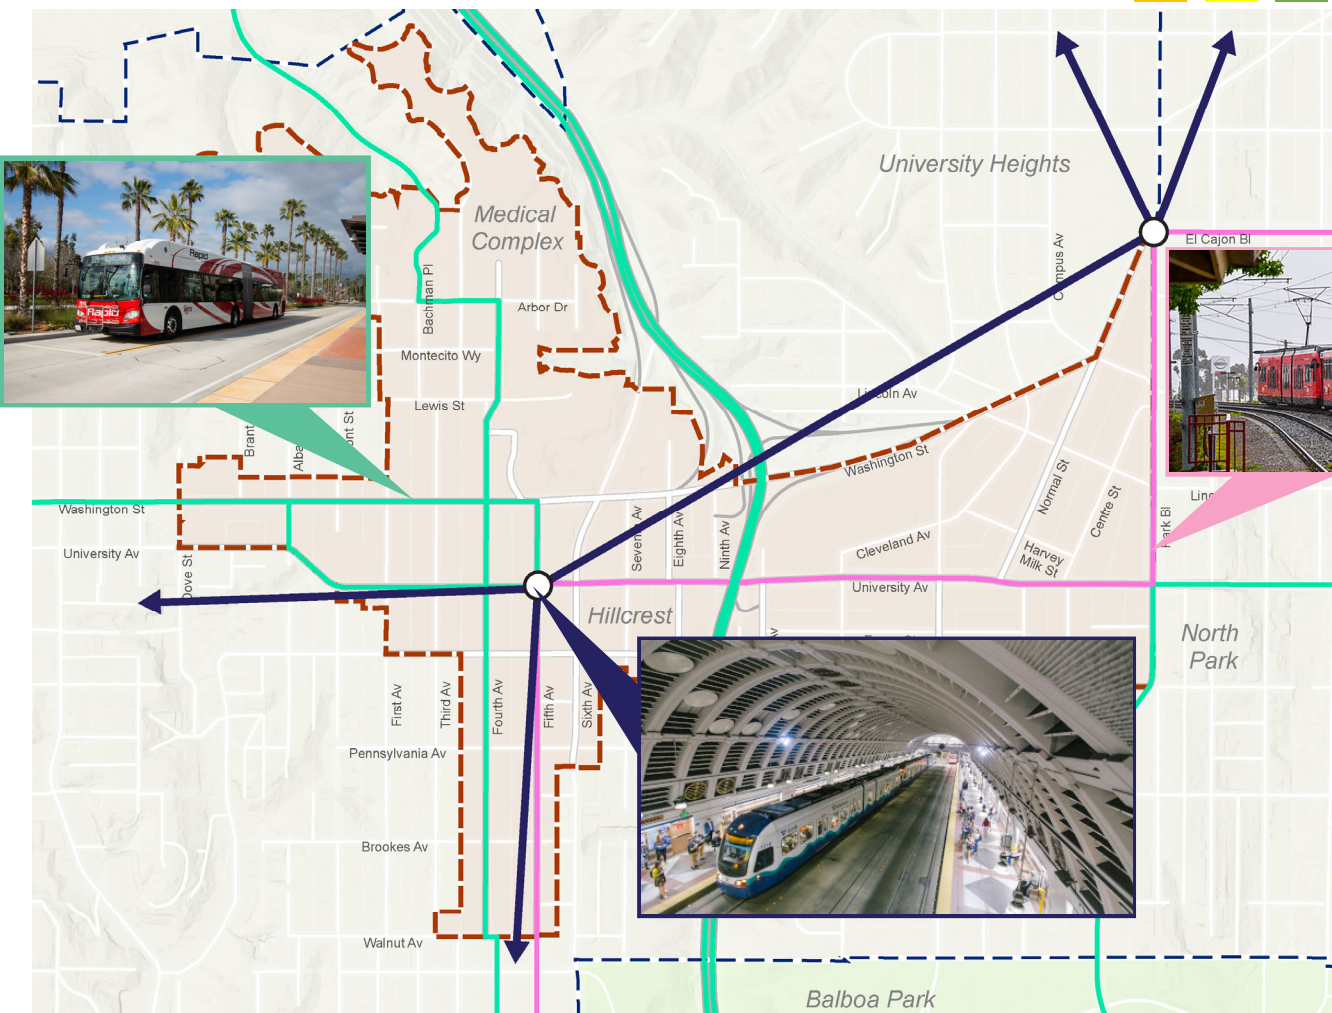 University Heights
Medical
Complex
El Cajon Bl
Campus Av
Rapid
Rapid
Bachman Pl
Arbor Dr
Montecito Wy
Lewis St
Lincoln Av
Washington St
Normal St
Centre St
Park Bl
Washington St
University Av
Dove St
Seventh Av
Eighth Av
Ninth Av
Cleveland Av
Harvey
Milk St
University Av
Hillcrest
North
Park
First Av
Third Av
Fourth Av
Fifth Av
Sixth Av
Pennsylvania Av
Brookes Av
Walnut Av
Balboa Park